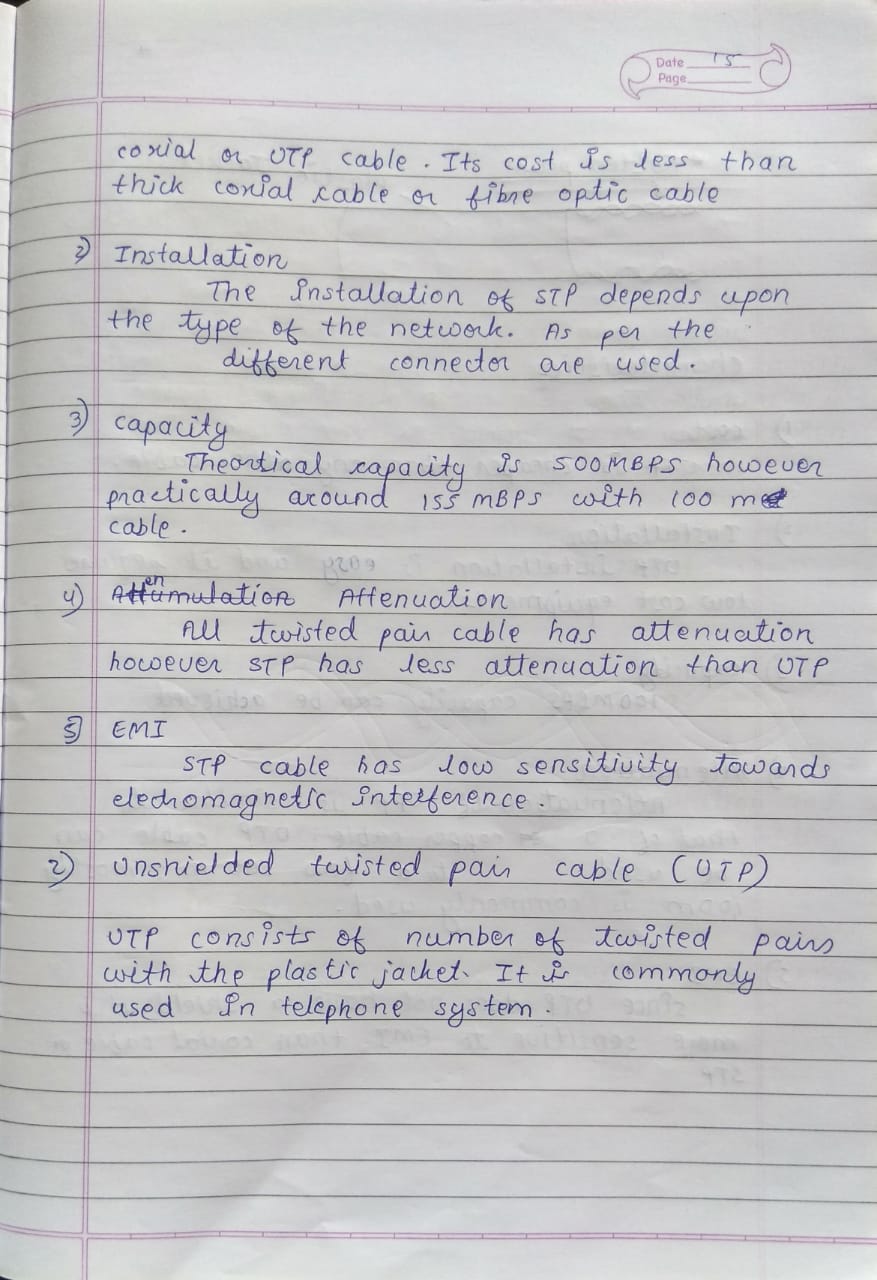 Date 15
Page
coxial or UTP cable. Its cost is less than
thick coxial cable or fibre optic cable
2) Installation
The installation of STP depends upon
the type of the network. As per the
different connector are used.
3) capacity
Theortical capacity is 500MBPS however
practically around 155 MBPS with 100 m
cable.
4) Attenuation
All twisted pair cable has attenuation
however STP has less attenuation than UTP
5) EMI
STP cable has low sensitivity towards
elechomagnetic interference.
2) Unshielded twisted pair cable (UTP)
UTP consists of number of twisted pairs
with the plastic jacket. It is commonly
used in telephone system.